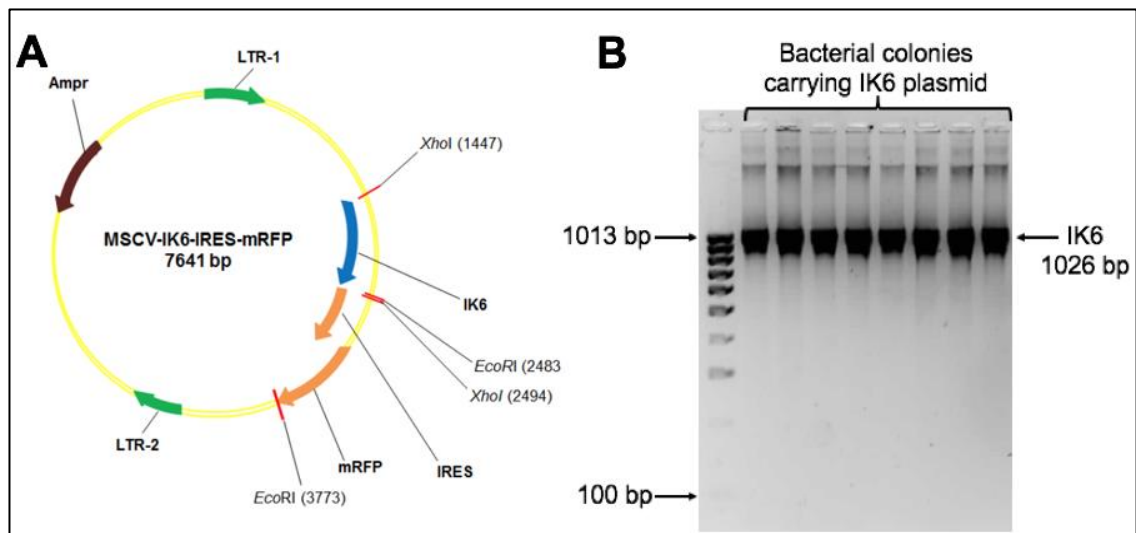 A
LTR-1
Ampr
XhoI (1447)
MSCV-IK6-IRES-mRFP
7641 bp
IK6
EcoRI (2483
XhoI (2494)
LTR-2
mRFP
IRES
EcoRI (3773)
B
Bacterial colonies
carrying IK6 plasmid
1013 bp
IK6
1026 bp
100 bp